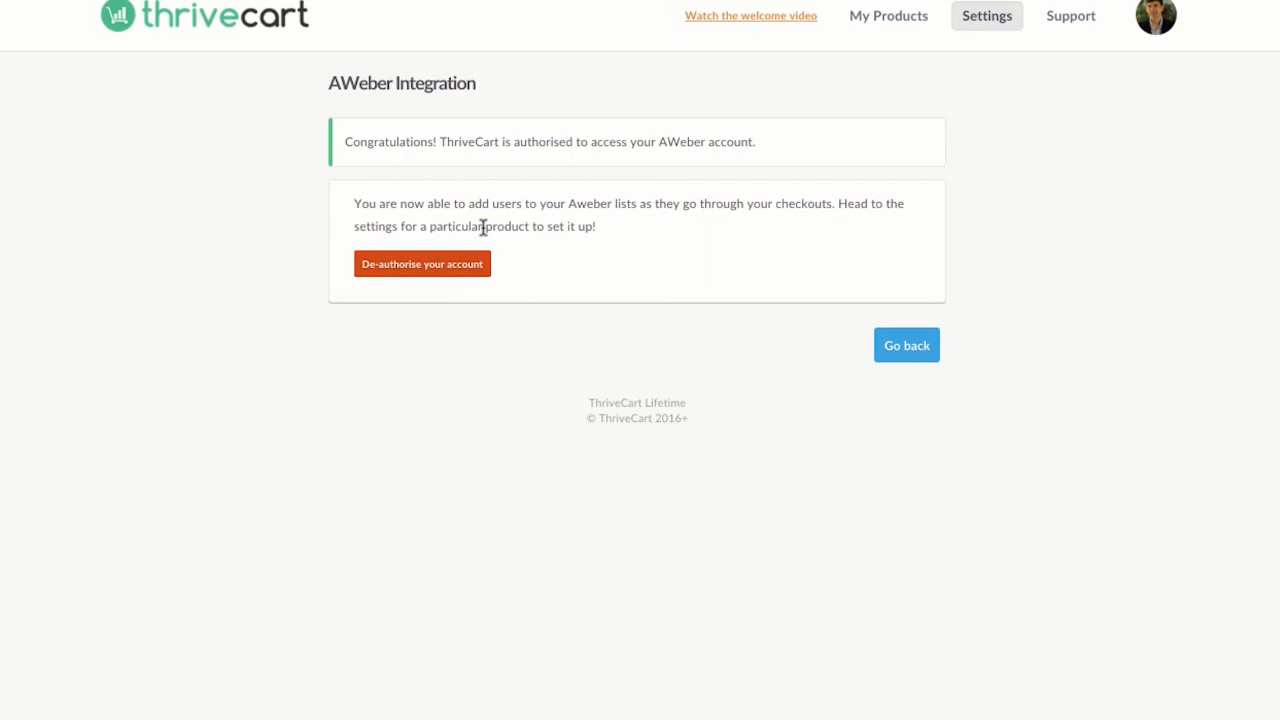 thrivecart
Watch the welcome video
My Products
Settings
Support
AWeber Integration
Congratulations! ThriveCart is authorised to access your AWeber account.
You are now able to add users to your Aweber lists as they go through your checkouts. Head to the
settings for a particular product to set it up!
De-authorise your account
Go back
ThriveCart Lifetime
© ThriveCart 2016+